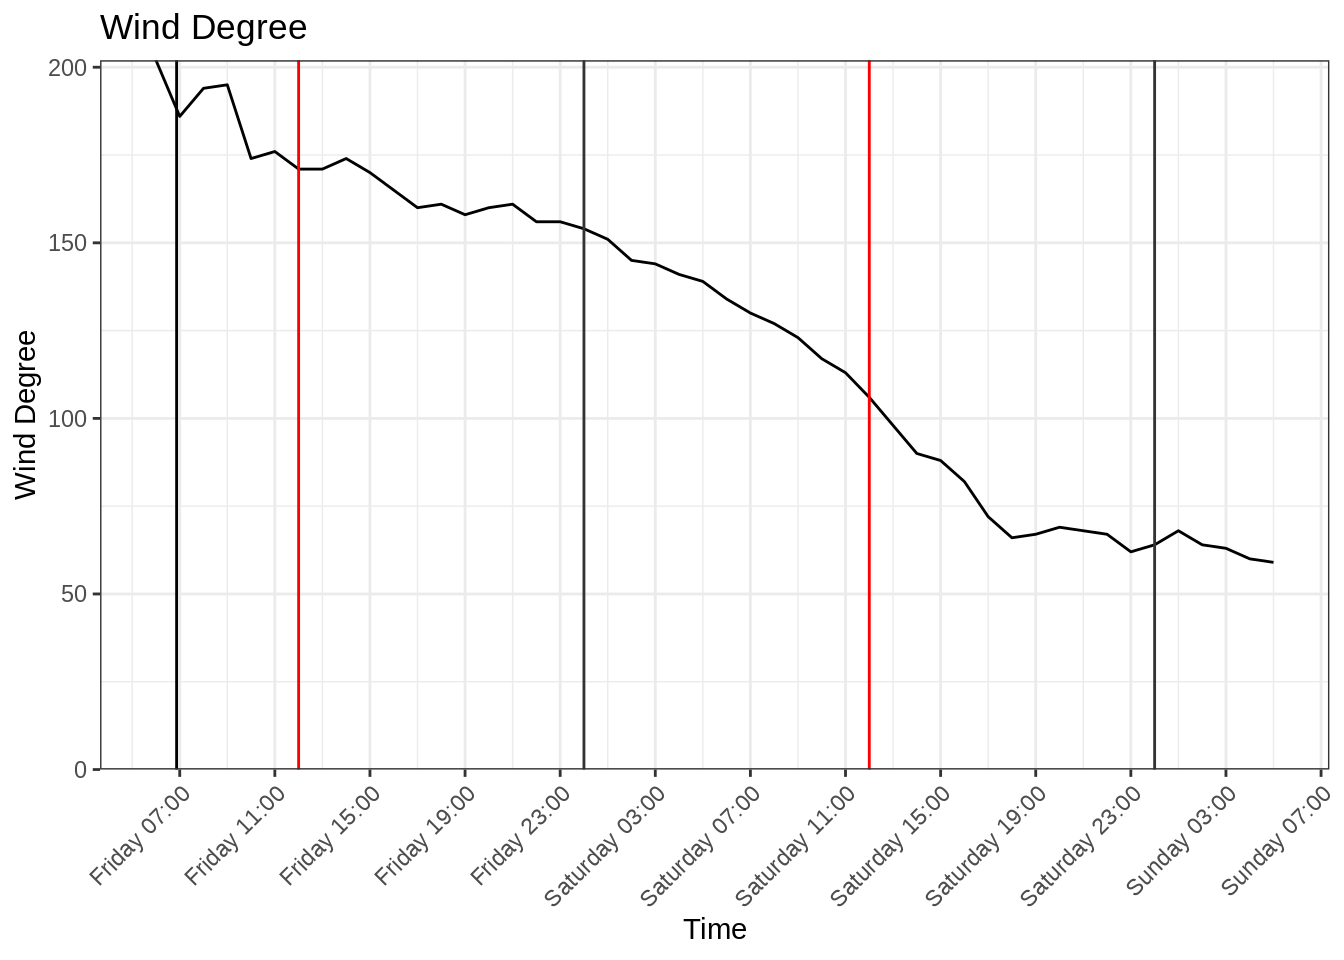 Wind Degree
Wind Degree
200
150
100
50
0
Friday 07:00
Friday 11:00
Friday 15:00
Friday 19:00
Friday 23:00
Saturday 03:00
Saturday 07:00
Saturday 11:00
Saturday 15:00
Saturday 19:00
Saturday 23:00
Sunday 03:00
Sunday 07:00
Time